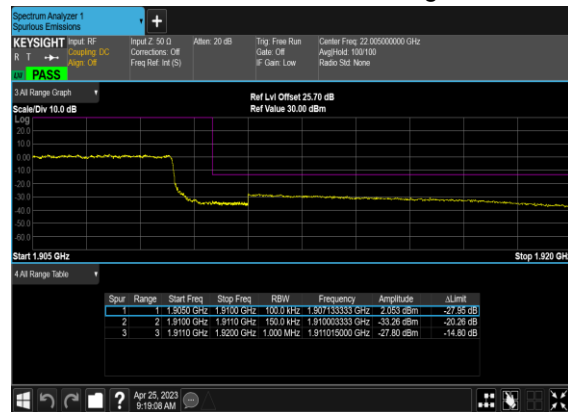 Spectrum Analyzer 1
Spurious Emissions
+
KEYSIGHT Input: RF
R T
Coupling: DC
Align: Off
Input Z: 50 Ω
Corrections: Off
Freq Ref: Int (S)
Atten: 20 dB
Trig: Free Run
Gate: Off
IF Gain: Low
Center Freq: 22.005000000 GHz
Avg|Hold: 100/100
Radio Std: None
PASS
3 All Range Graph
Ref Lvl Offset 25.70 dB
Scale/Div 10.0 dB
Ref Value 30.00 dBm
Log
20.0
10.0
0.00
-10.0
-20.0
-30.0
-40.0
-50.0
-60.0
Start 1.905 GHz
Stop 1.920 GH
4 All Range Table
Spur Range Start Freq Stop Freq RBW Frequency Amplitude ΔLimit
1 1 1.9050 GHz 1.9100 GHz 100.0 kHz 1.907133333 GHz 2.053 dBm -27.95 dB
2 2 1.9100 GHz 1.9110 GHz 150.0 kHz 1.910003333 GHz -33.26 dBm -20.26 dB
3 3 1.9110 GHz 1.9200 GHz 1.000 MHz 1.911015000 GHz -27.80 dBm -14.80 dB
?
Apr 25, 2023
9:19:08 AM